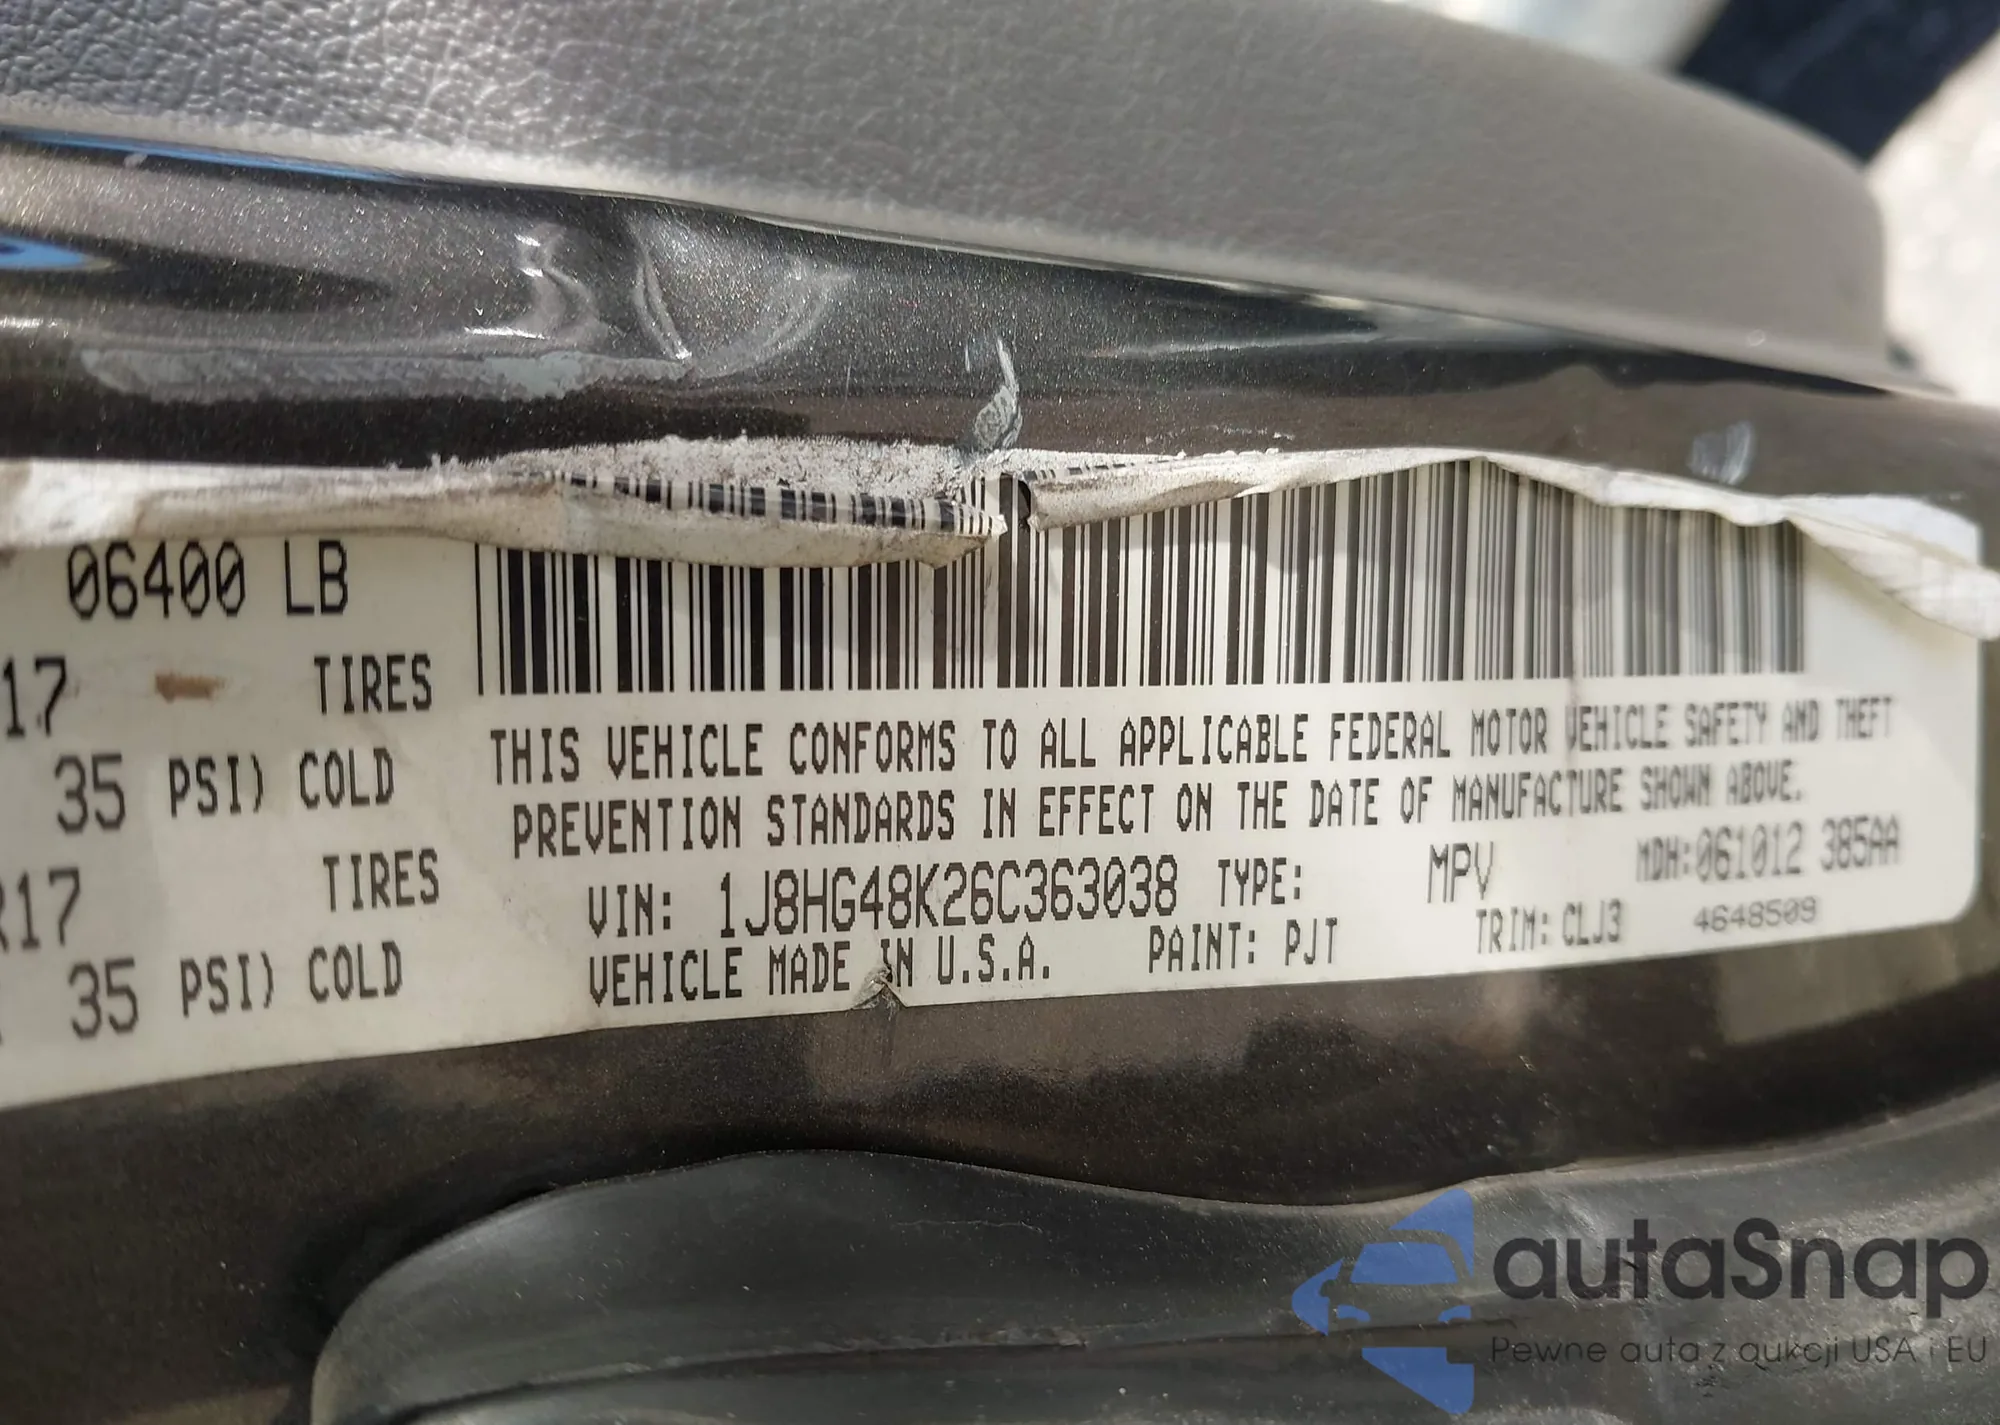 06400 LB
17 TIRES
35 PSI) COLD
R17 TIRES
35 PSI) COLD
THIS VEHICLE CONFORMS TO ALL APPLICABLE FEDERAL MOTOR VEHICLE SAFETY AND THEFT
PREVENTION STANDARDS IN EFFECT ON THE DATE OF MANUFACTURE SHOWN ABOVE.
VIN: 1J8HG48K26C363038 TYPE: MPV MDH:061012 385AA
VEHICLE MADE IN U.S.A. PAINT: PJT TRIM: CLJ3 4648509
autaSnap
Pewne auta z aukcji USA i EU